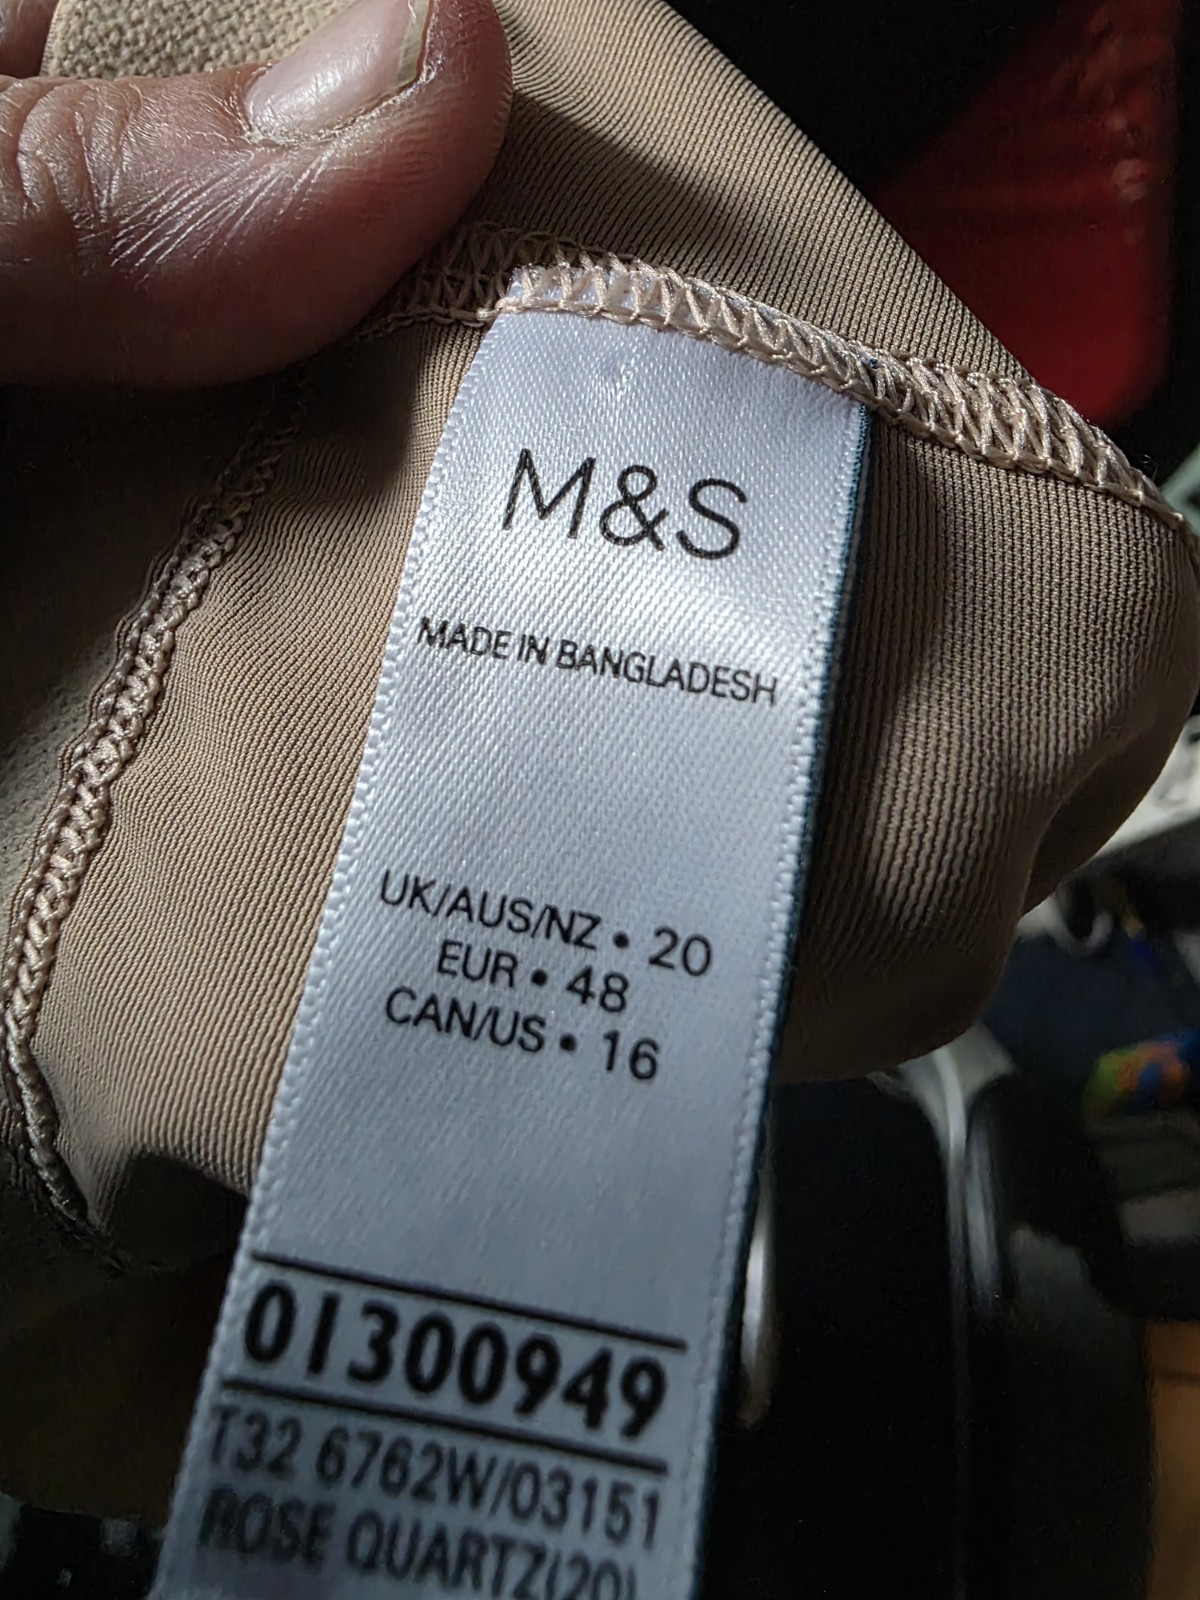 M&S
MADE IN BANGLADESH
UK/AUS/NZ • 20
EUR • 48
CAN/US • 16
01300949
T32 6762W/03151
ROSE QUARTZ(20)